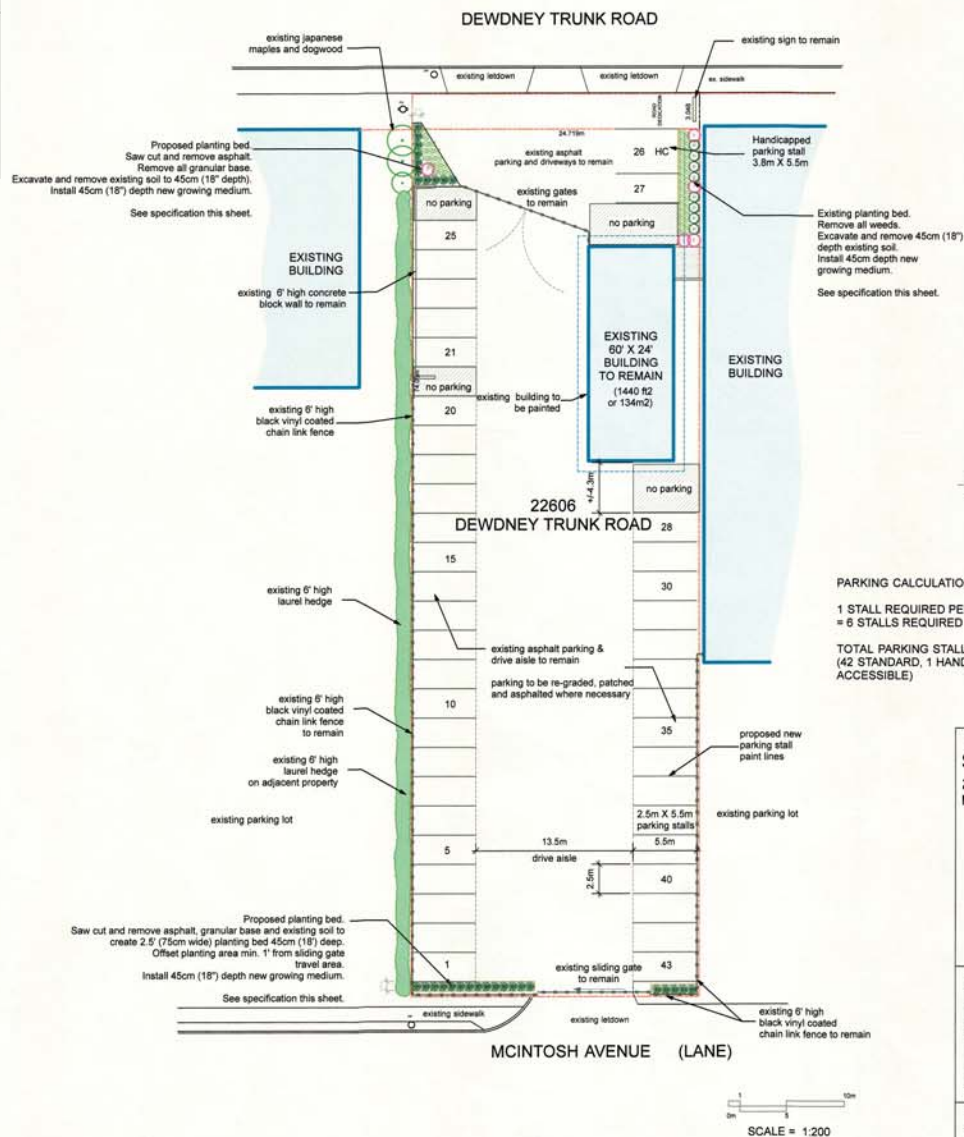 DEWDNEY TRUNK ROAD
existing japanese
maples and dogwood
existing sign to remain
existing letdown
existing letdown
ex. sidewalk
ROAD
DEDICATION
3.048
24.719m
Proposed planting bed.
Saw cut and remove asphalt.
Remove all granular base.
Excavate and remove existing soil to 45cm (18" depth).
Install 45cm (18") depth new growing medium.
See specification this sheet.
existing asphalt
parking and driveways to remain
26 HC
Handicapped
parking stall
3.8m X 5.5m
27
existing gates
to remain
no parking
no parking
25
Existing planting bed.
Remove all weeds.
Excavate and remove 45cm (18")
depth existing soil.
Install 45cm depth new
growing medium.
See specification this sheet.
EXISTING
BUILDING
existing 6' high concrete
block wall to remain
21
no parking
20
EXISTING
60' X 24'
BUILDING
TO REMAIN
(1440 ft2
or 134m2)
EXISTING
BUILDING
existing building to
be painted
existing 6' high
black vinyl coated
chain link fence
+/-4.3m
no parking
22606
DEWDNEY TRUNK ROAD
28
15
30
existing 6' high
laurel hedge
PARKING CALCULATIO
1 STALL REQUIRED PE
= 6 STALLS REQUIRED
TOTAL PARKING STALL
(42 STANDARD, 1 HAND
ACCESSIBLE)
existing asphalt parking &
drive aisle to remain
parking to be re-graded, patched
and asphalted where necessary
existing 6' high
black vinyl coated
chain link fence
to remain
10
35
proposed new
parking stall
paint lines
existing 6' high
laurel hedge
on adjacent property
existing parking lot
2.5m X 5.5m
parking stalls
existing parking lot
5
13.5m
drive aisle
5.5m
2.5m
40
Proposed planting bed.
Saw cut and remove asphalt, granular base and existing soil to
create 2.5' (75cm wide) planting bed 45cm (18') deep.
Offset planting area min. 1' from sliding gate
travel area.
Install 45cm (18") depth new growing medium.
See specification this sheet.
1
43
existing sliding gate
to remain
existing sidewalk
existing letdown
existing 6' high
black vinyl coated
chain link fence to remain
MCINTOSH AVENUE (LANE)
1
10m
0m
5
SCALE = 1:200